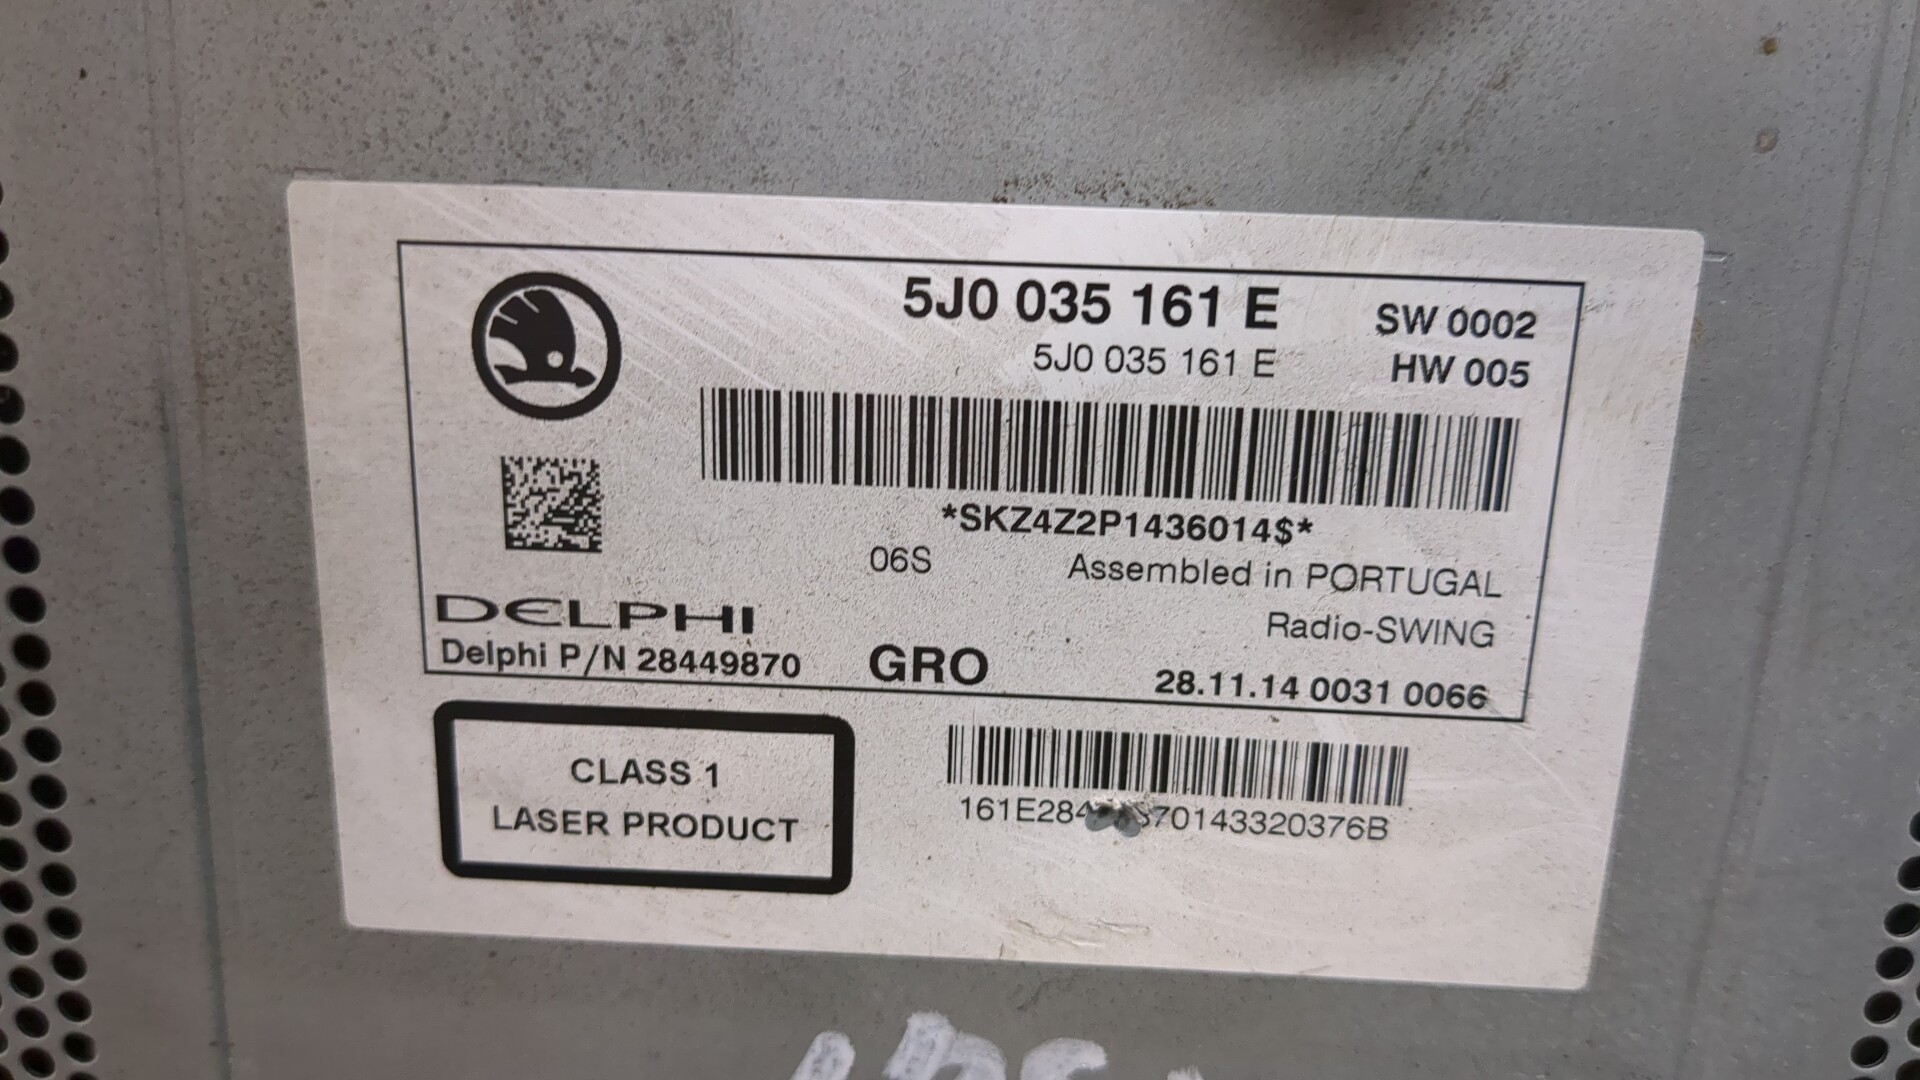 5J0 035 161 E
SW 0002
5J0 035 161 E
HW 005
*SKZ4Z2P1436014$*
06S
Assembled in PORTUGAL
Radio-SWING
DELPHI
Delphi P/N 28449870
GRO
28.11.14 0031 0066
CLASS 1
LASER PRODUCT